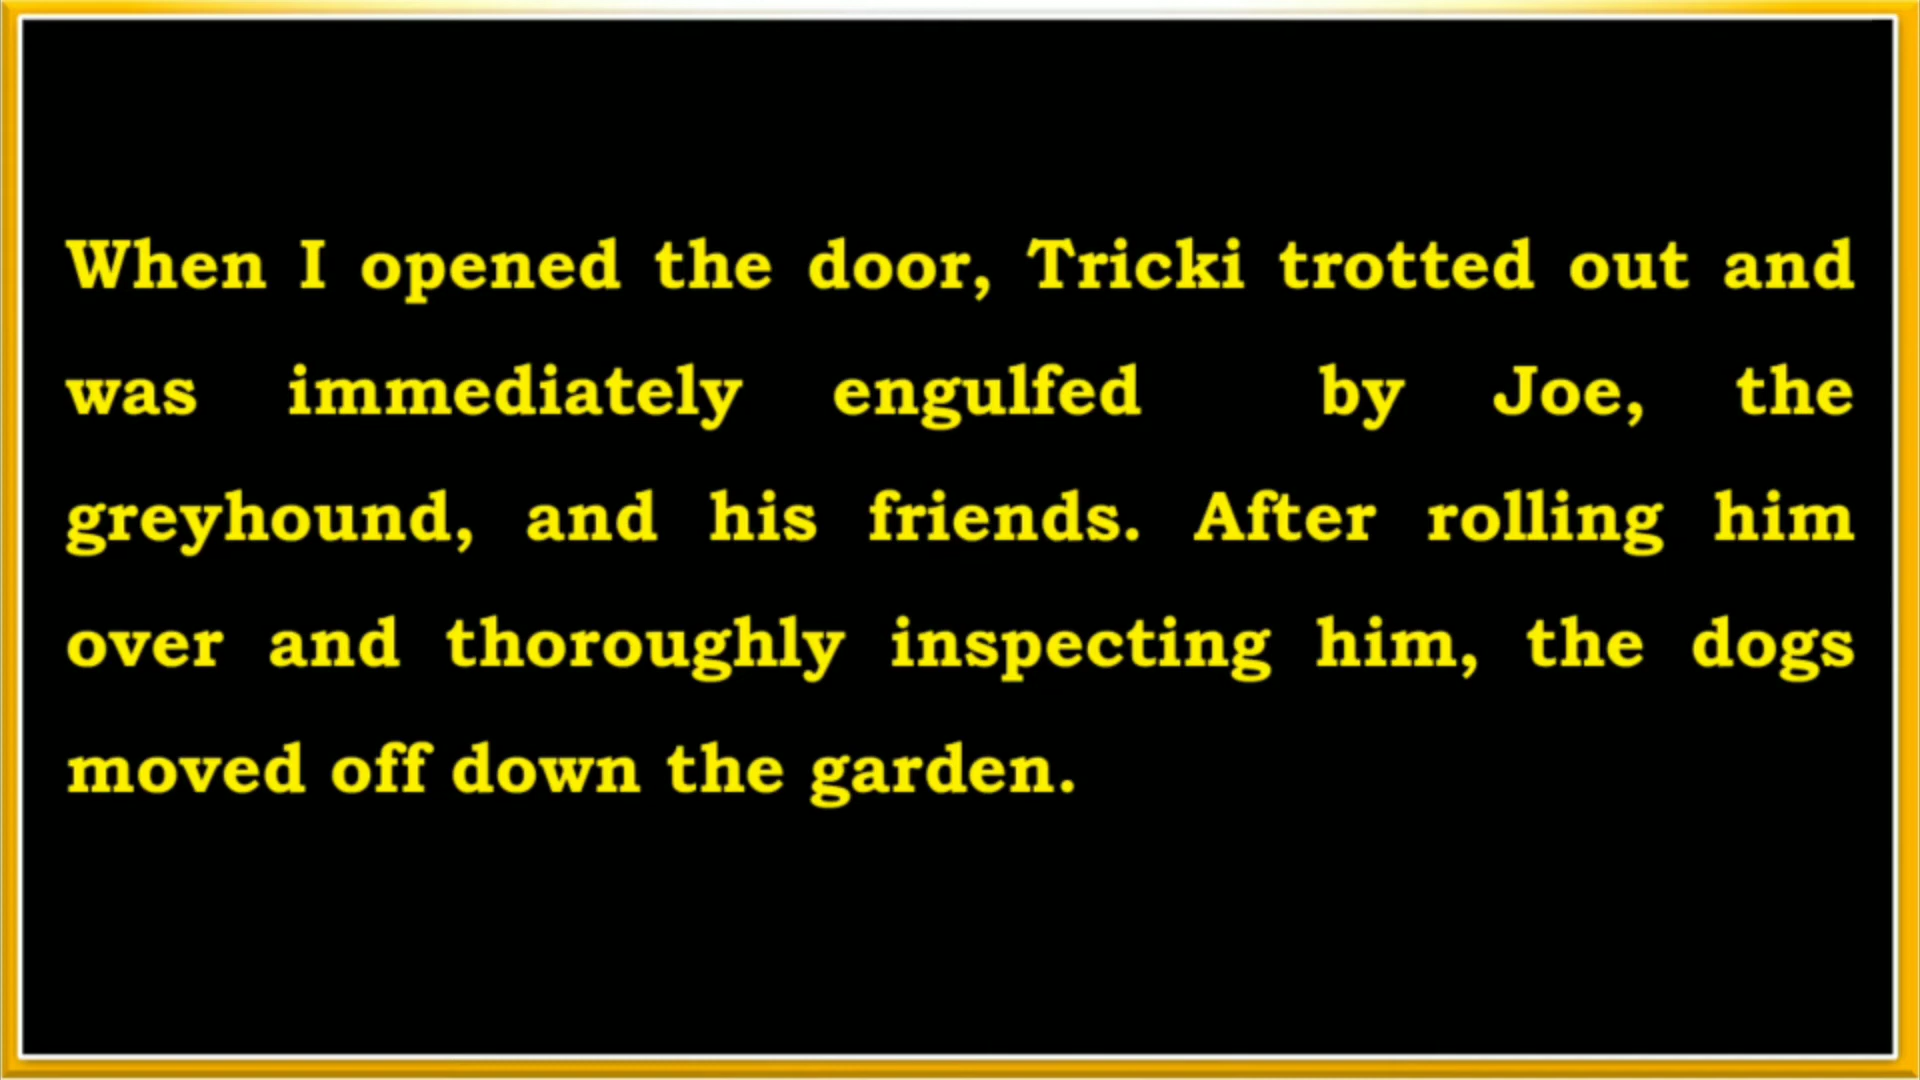 When I opened the door, Tricki trotted out and
was immediately engulfed by Joe, the
greyhound, and his friends. After rolling him
over and thoroughly inspecting him, the dogs
moved off down the garden.